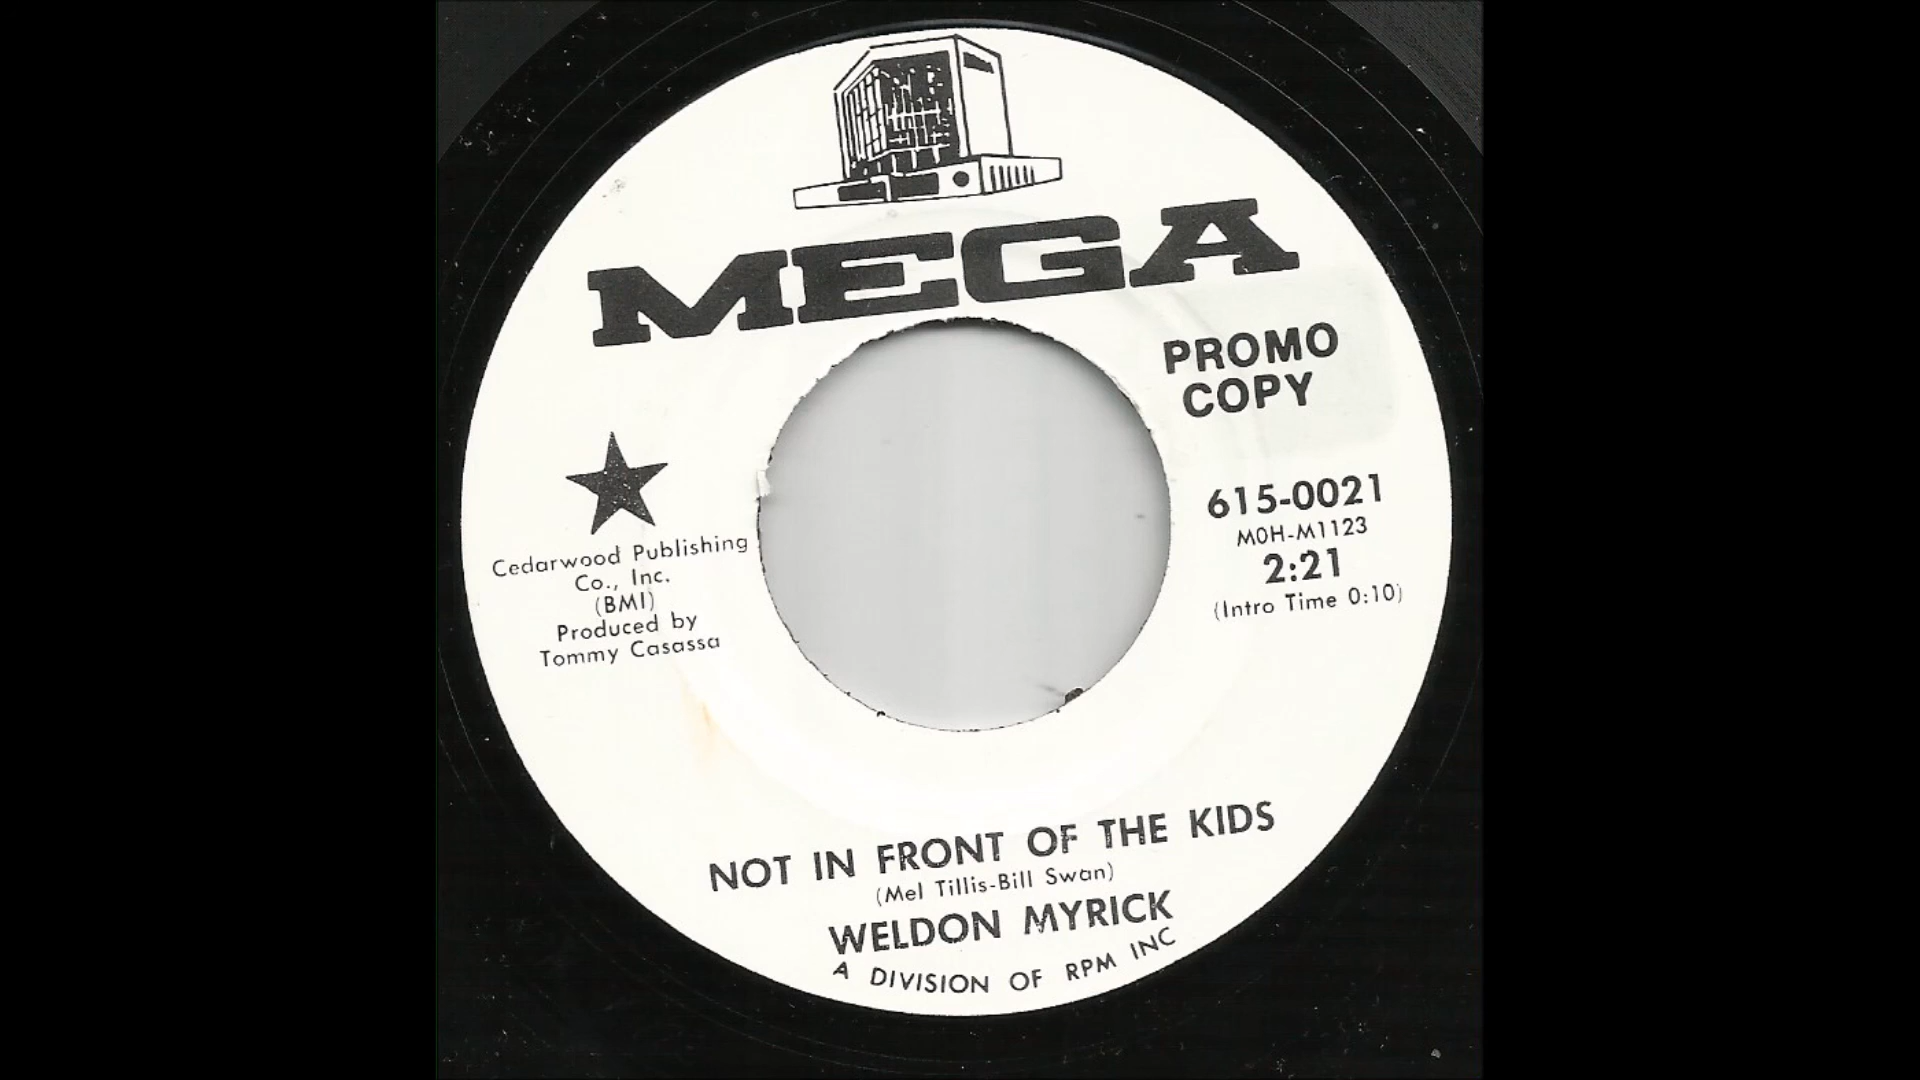 MEGA
PROMO
COPY
615-0021
M0H-M1123
2:21
(Intro Time 0:10)
Cedarwood Publishing
Co., Inc.
(BMI)
Produced by
Tommy Casassa
NOT IN FRONT OF THE KIDS
(Mel Tillis-Bill Swan)
WELDON MYRICK
A DIVISION OF RPM INC